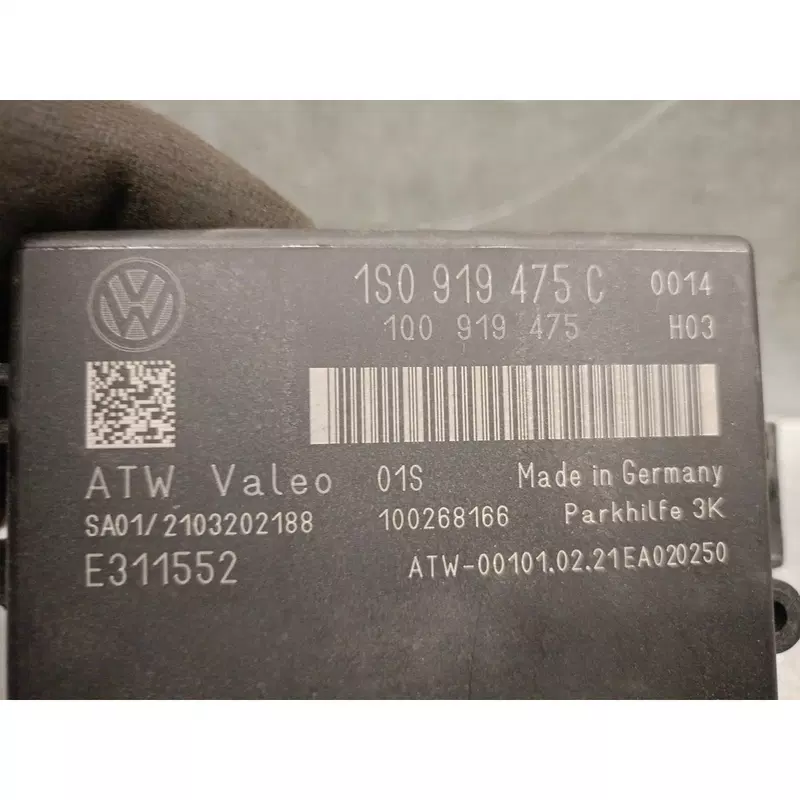 1S0 919 475 C 0014
1Q0 919 475 H03
ATW Valeo 01S Made in Germany
SA01/2103202188 100268166 Parkhilfe 3K
E311552 ATW-00101.02.21EA020250